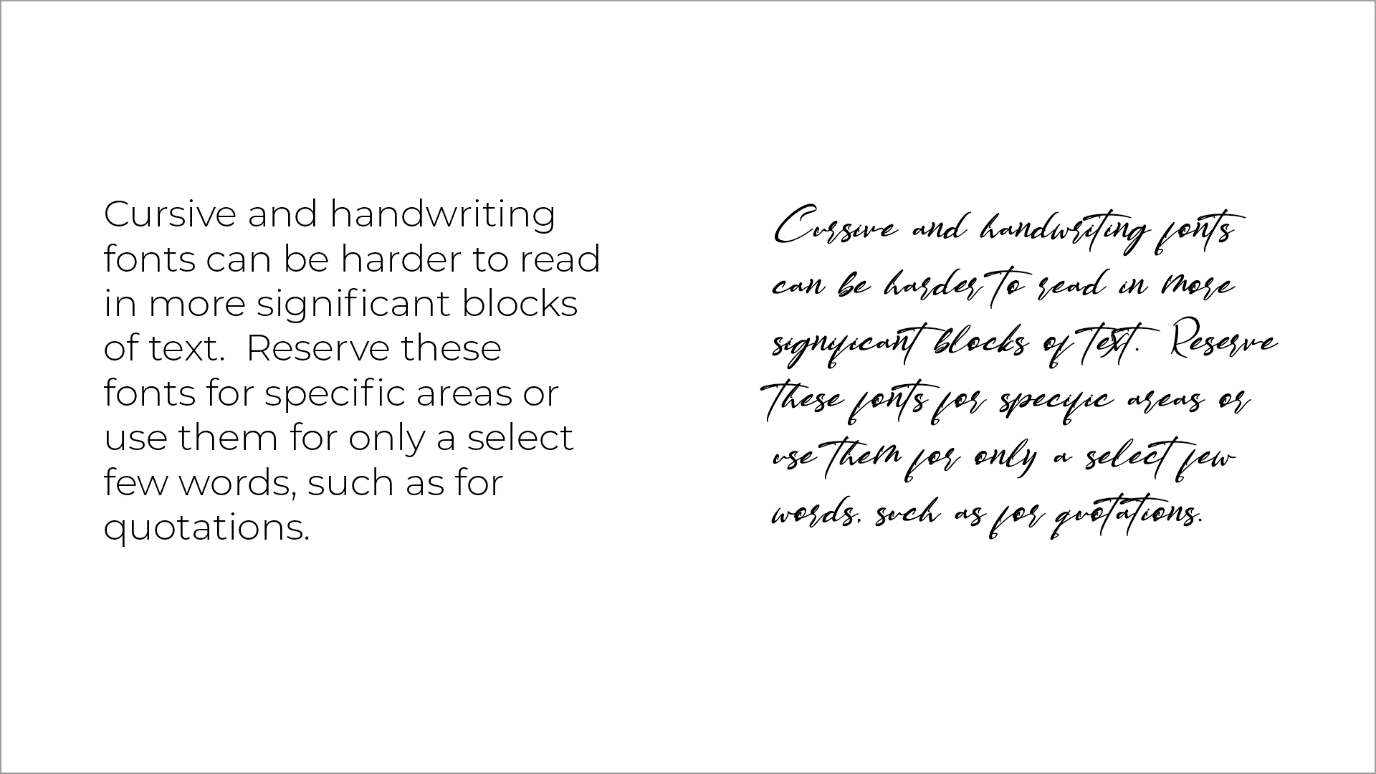 Cursive and handwriting
fonts can be harder to read
in more significant blocks
of text.  Reserve these
fonts for specific areas or
use them for only a select
few words, such as for
quotations.
Cursive and handwriting fonts
can be harder to read in more
significant blocks of text.  Reserve
these fonts for specific areas or
use them for only a select few
words, such as for quotations.